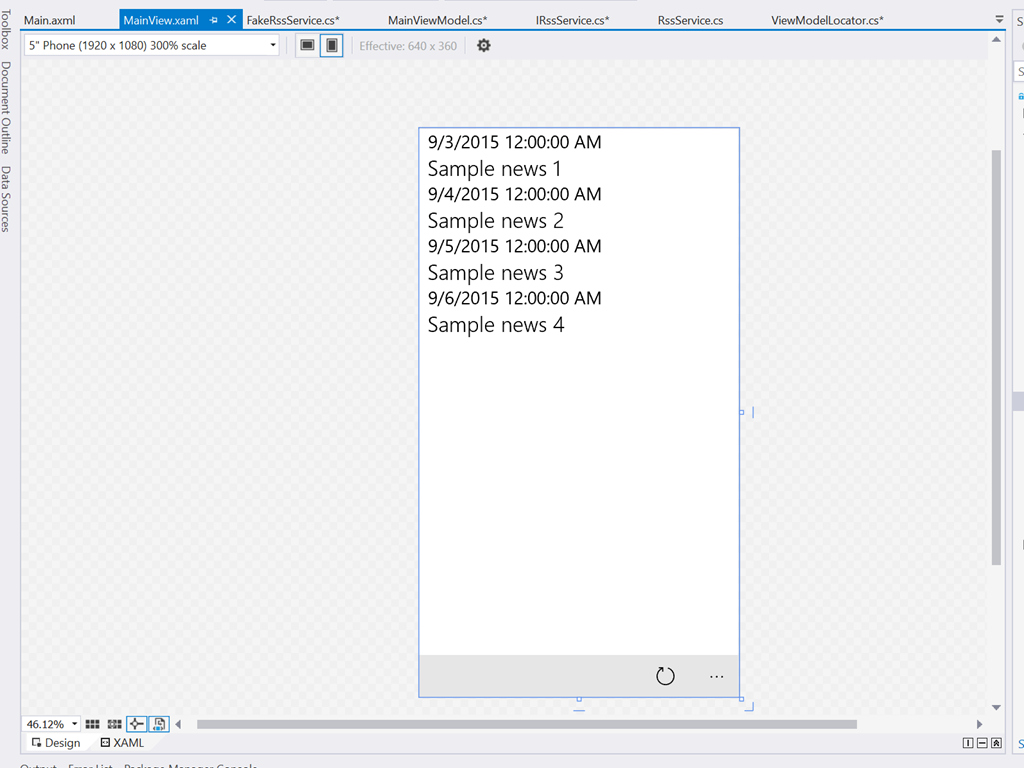 Main.axml MainView.xaml FakeRssService.cs* MainViewModel.cs* IRssService.cs* RssService.cs ViewModelLocator.cs*
5" Phone (1920 x 1080) 300% scale Effective: 640 x 360
Toolbox
Document Outline
Data Sources
9/3/2015 12:00:00 AM
Sample news 1
9/4/2015 12:00:00 AM
Sample news 2
9/5/2015 12:00:00 AM
Sample news 3
9/6/2015 12:00:00 AM
Sample news 4
...
46.12%
Design XAML
Output Error List Package Manager Console